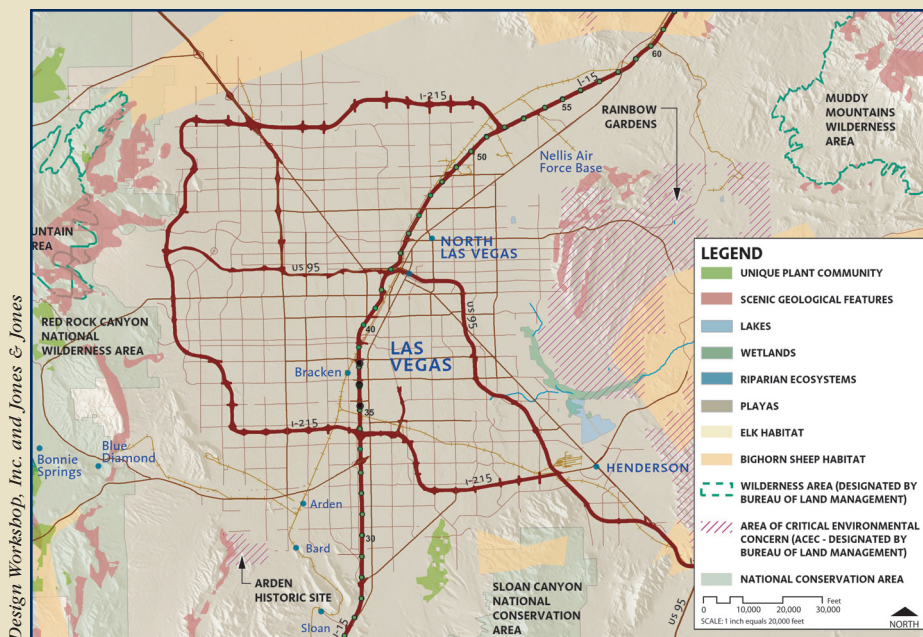 Design Workshop, Inc. and Jones & Jones
I-215
I-15
60
55
50
RAINBOW
GARDENS
MUDDY
MOUNTAINS
WILDERNESS
AREA
Nellis Air
Force Base
UNTAIN
REA
NORTH
LAS VEGAS
US 95
US 95
RED ROCK CANYON
NATIONAL
WILDERNESS AREA
40
LAS
VEGAS
Bracken
35
I-215
Blue
Diamond
Bonnie
Springs
HENDERSON
I-215
Arden
Bard
30
ARDEN
HISTORIC SITE
SLOAN CANYON
NATIONAL
CONSERVATION
AREA
Sloan
I-15
US 95
LEGEND
UNIQUE PLANT COMMUNITY
SCENIC GEOLOGICAL FEATURES
LAKES
WETLANDS
RIPARIAN ECOSYSTEMS
PLAYAS
ELK HABITAT
BIGHORN SHEEP HABITAT
WILDERNESS AREA (DESIGNATED BY
BUREAU OF LAND MANAGEMENT)
AREA OF CRITICAL ENVIRONMENTAL
CONCERN (ACEC - DESIGNATED BY
BUREAU OF LAND MANAGEMENT)
NATIONAL CONSERVATION AREA
Feet
0 10,000 20,000 30,000
SCALE: 1 inch equals 20,000 feet
NORTH